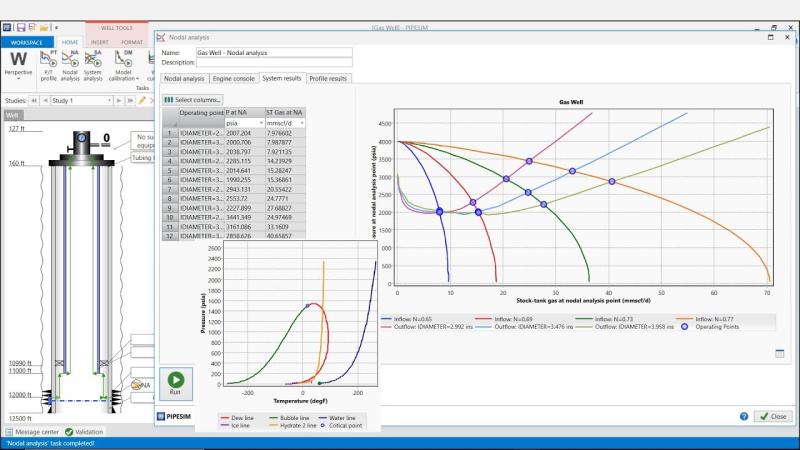 [Gas Well] - PIPESIM
WELL TOOLS
WORKSPACE
HOME
INSERT
FORMAT
W
PT
NA
SA
DM
Perspective
P/T profile
Nodal analysis
System analysis
Model calibration
Tasks
Studies:
Study 1
Well
127 ft
0
Tubing
160 ft
10990 ft
11000 ft
NA
12000 ft
12500 ft
Message center
Validation
'Nodal analysis' task completed!
Nodal analysis
Name: Gas Well - Nodal analysis
Description:
Nodal analysis
Engine console
System results
Profile results
Select columns...
Operating point P at NA ST Gas at NA
psia mmscf/d
1 IDIAMETER=2... 2007.204 7.976602
2 IDIAMETER=3... 2000.706 7.987877
3 IDIAMETER=3... 2038.797 7.921135
4 IDIAMETER=2... 2285.115 14.23929
5 IDIAMETER=3... 2014.641 15.28247
6 IDIAMETER=3... 1990.255 15.36861
7 IDIAMETER=2... 2943.131 20.55422
8 IDIAMETER=3... 2553.72 24.7771
9 IDIAMETER=3... 2227.899 27.68827
10 IDIAMETER=2... 3441.349 24.97469
11 IDIAMETER=3... 3161.086 33.1609
12 IDIAMETER=3... 2858.626 40.65857
Gas Well
4500
4000
3500
3000
2500
2000
1500
1000
500
0
0 10 20 30 40 50 60 70
sure at nodal analysis point (psia)
Stock-tank gas at nodal analysis point (mmscf/d)
Inflow: N=0.65
Inflow: N=0.69
Inflow: N=0.73
Inflow: N=0.77
Outflow: IDIAMETER=2.992 ins
Outflow: IDIAMETER=3.476 ins
Outflow: IDIAMETER=3.958 ins
Operating Points
2600
2400
2200
2000
1800
1600
1400
1200
1000
800
600
400
200
0
Pressure (psia)
-200 0 200
Temperature (degF)
Dew line
Bubble line
Water line
Ice line
Hydrate 2 line
Critical point
Run
PIPESIM
Close